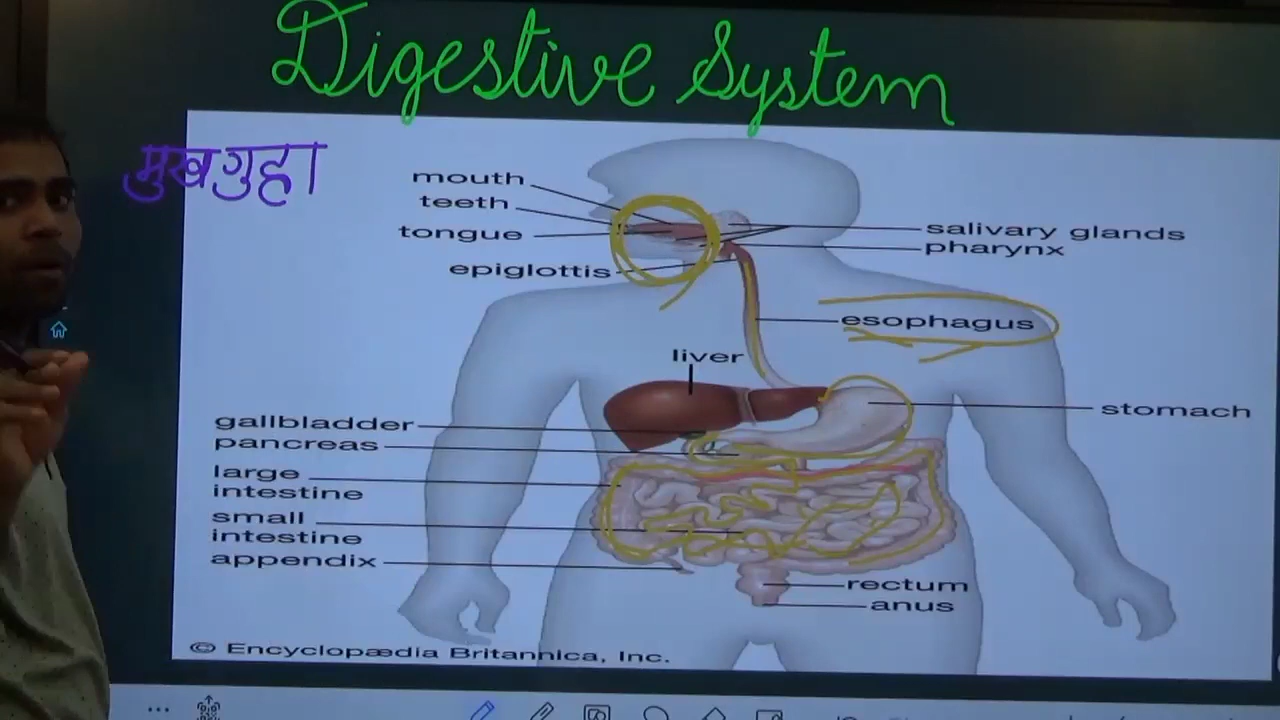 Digestive System
मुखगुहा
mouth
teeth
tongue
epiglottis
salivary glands
pharynx
esophagus
liver
stomach
gallbladder
pancreas
large
intestine
small
intestine
appendix
rectum
anus
© Encyclopædia Britannica, Inc.